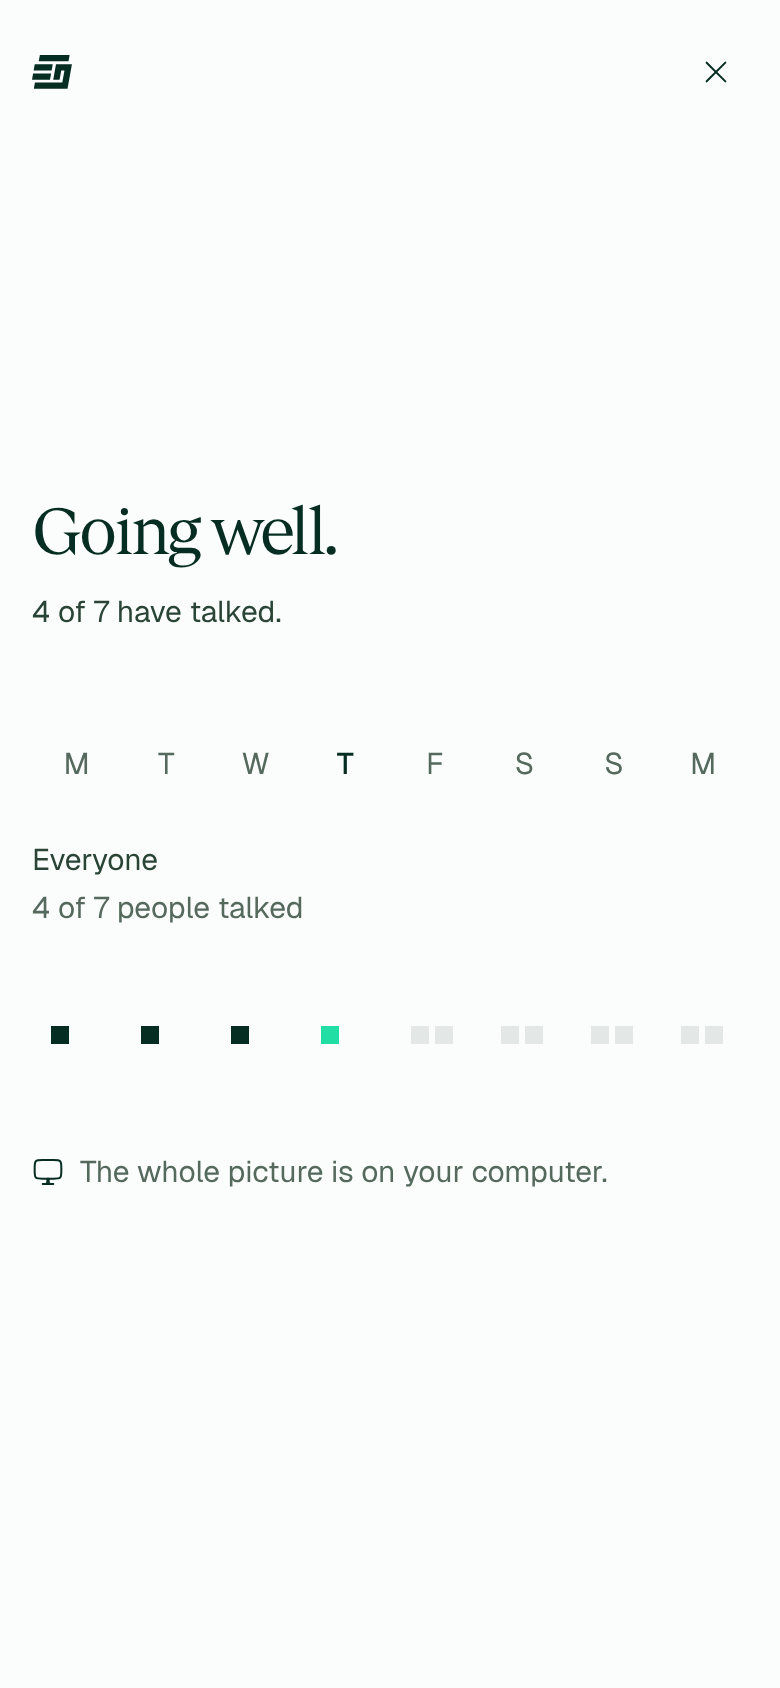 Going well.
4 of 7 have talked.
M T W T F S S M
Everyone
4 of 7 people talked
The whole picture is on your computer.